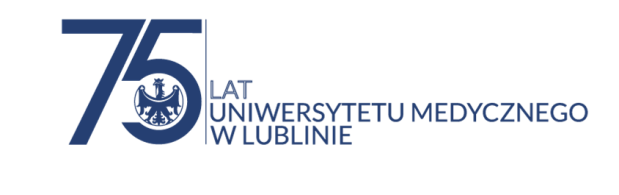 75
LAT
UNIWERSYTETU MEDYCZNEGO
W LUBLINIE